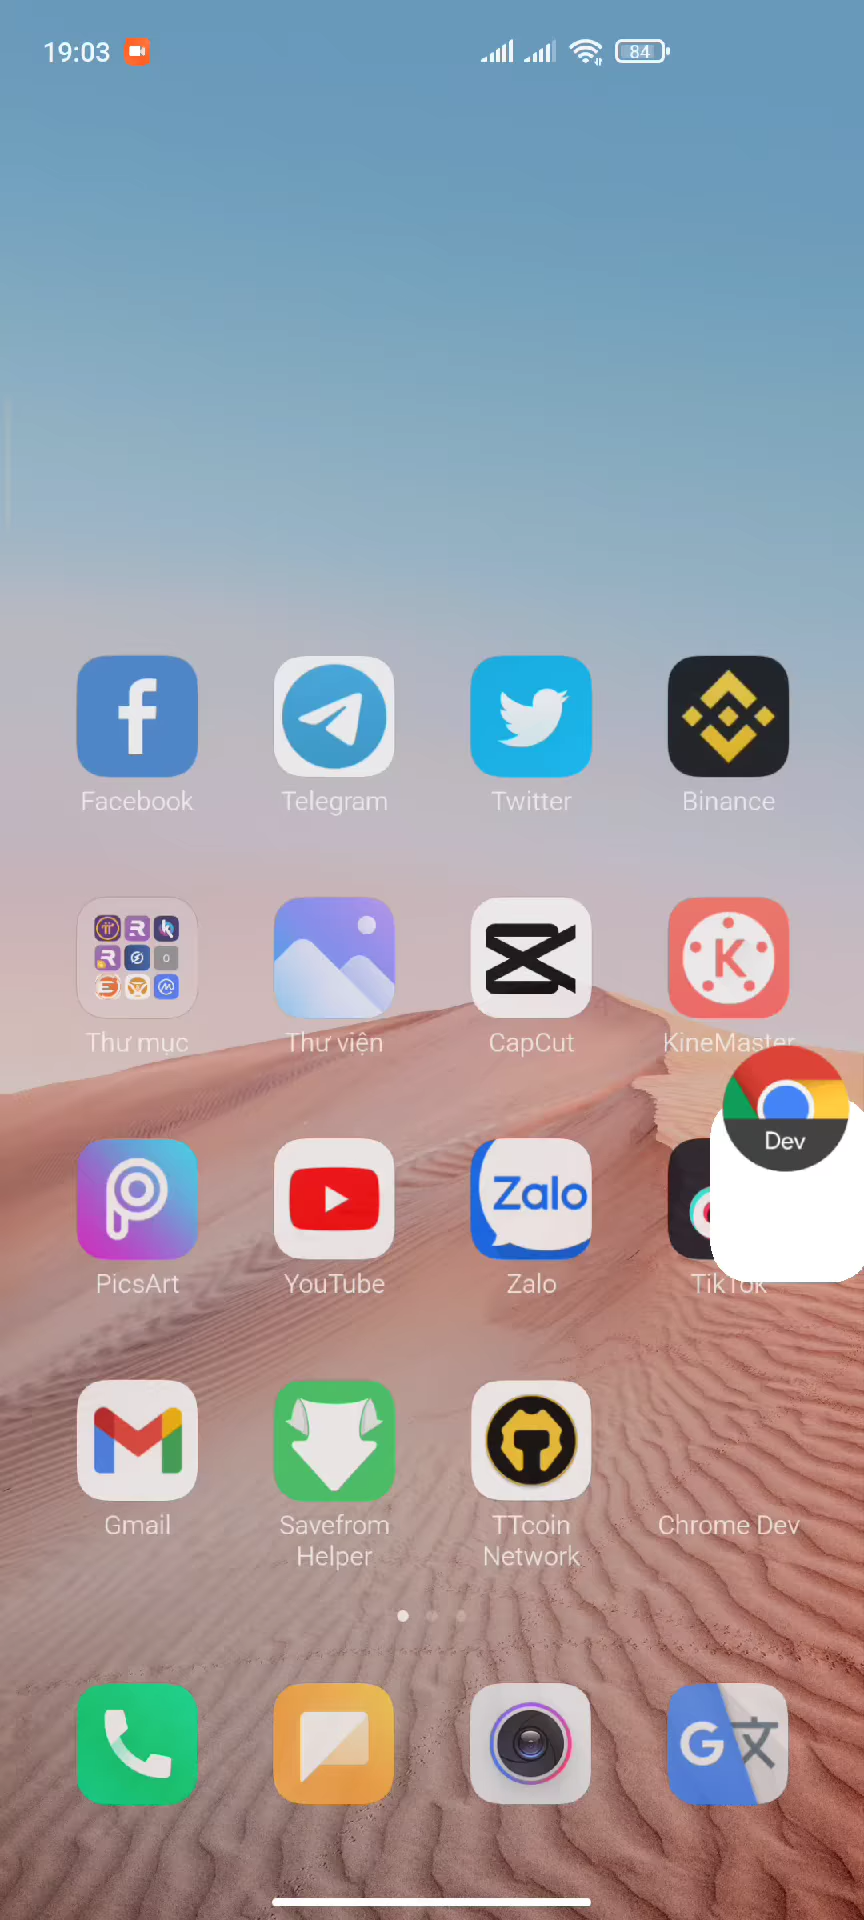 19:03
84
Facebook
Telegram
Twitter
Binance
Thư mục
Thư viện
CapCut
KineMaster
Dev
Zalo
PicsArt
YouTube
Zalo
TikTok
Gmail
Savefrom
Helper
TTcoin
Network
Chrome Dev